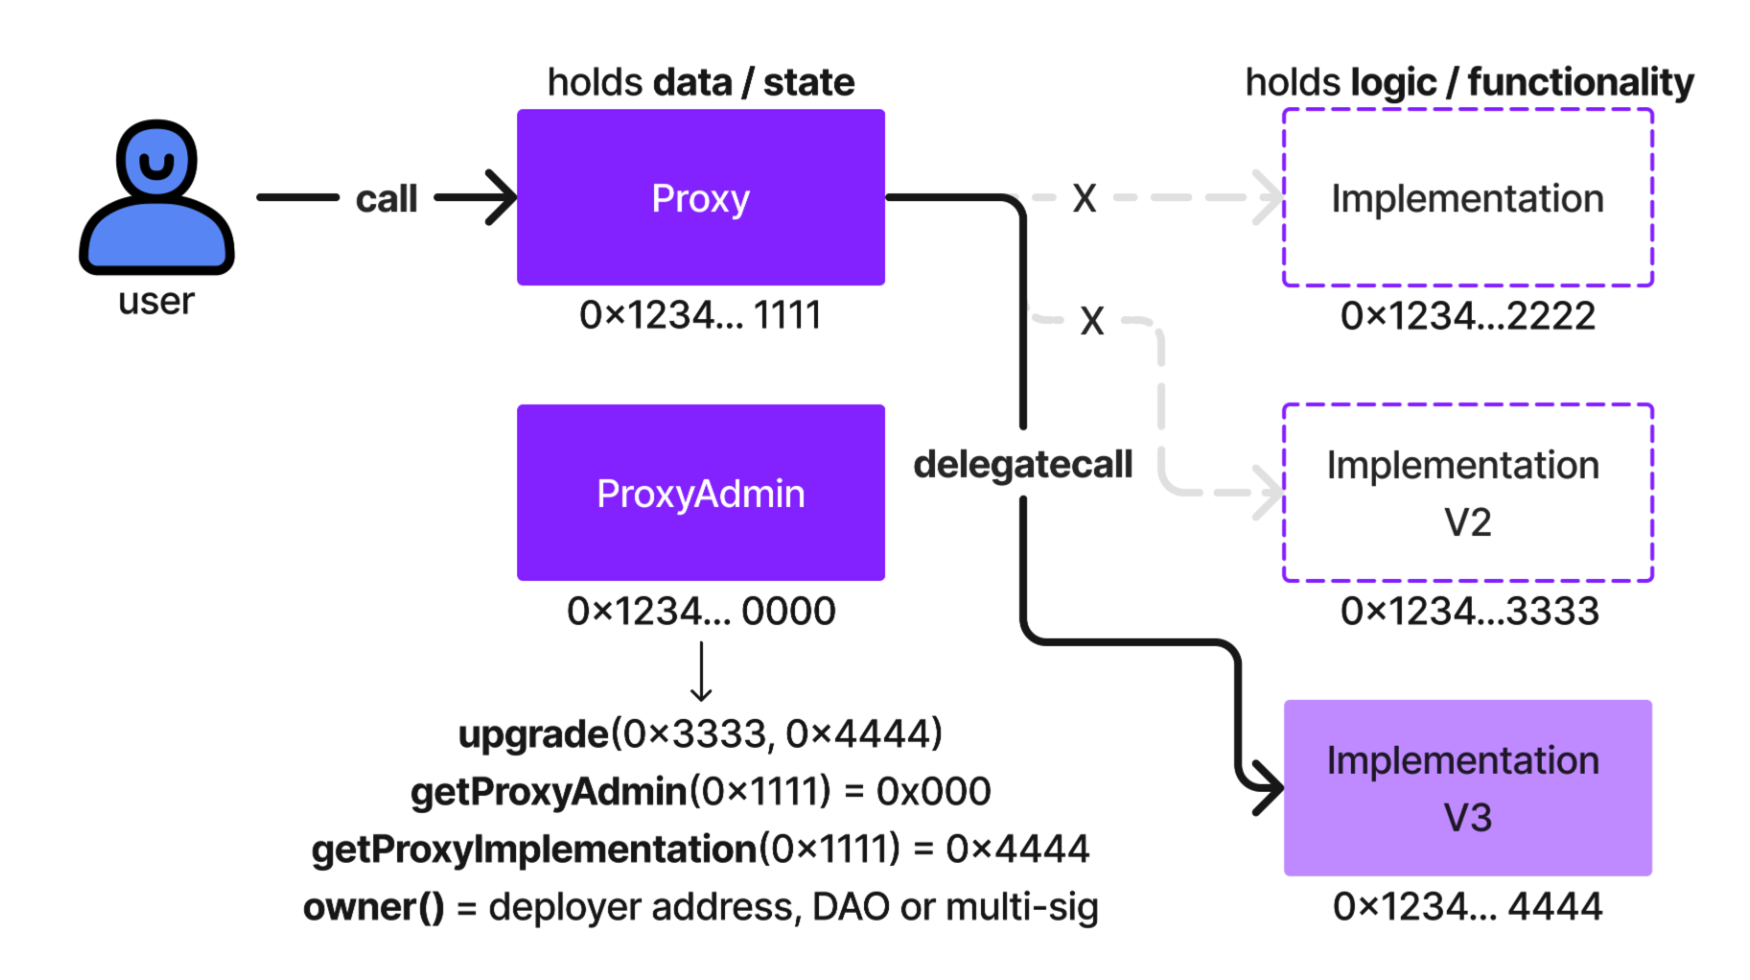 holds data / state
holds logic / functionality
user
call
Proxy
0×1234... 1111
X
Implementation
0×1234...2222
X
ProxyAdmin
0×1234... 0000
delegatecall
Implementation
V2
0×1234...3333
upgrade(0×3333, 0×4444)
getProxyAdmin(0×1111) = 0x000
getProxyImplementation(0×1111) = 0×4444
owner() = deployer address, DAO or multi-sig
Implementation
V3
0×1234... 4444